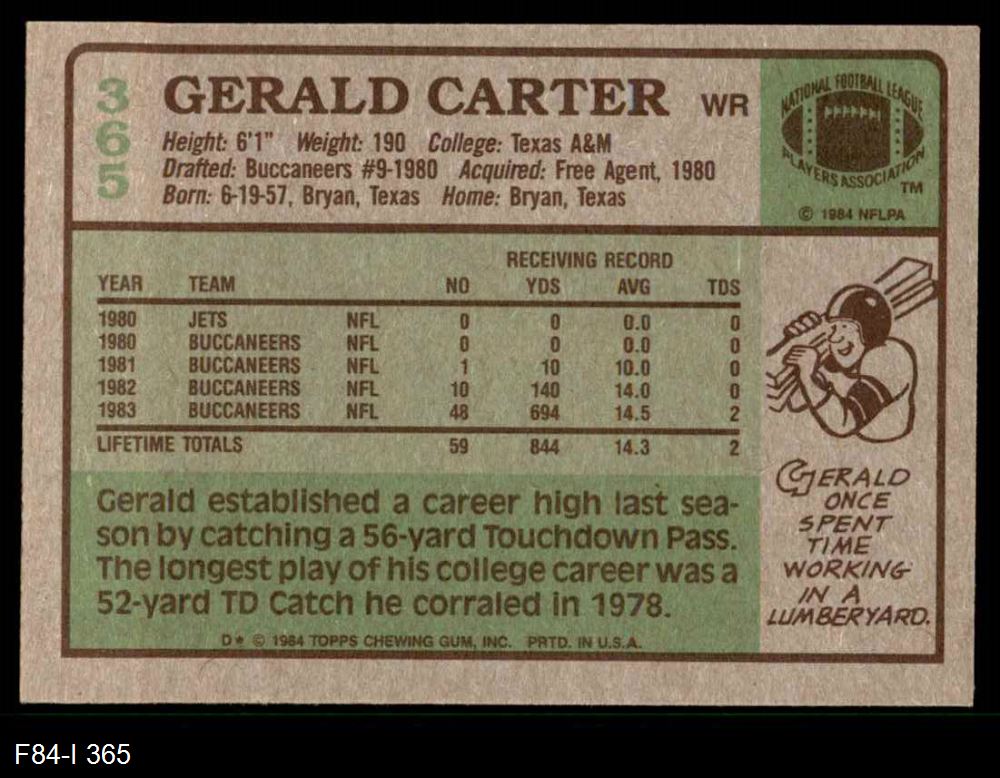 365
GERALD CARTER WR
Height: 6'1" Weight: 190 College: Texas A&M
Drafted: Buccaneers #9-1980 Acquired: Free Agent, 1980
Born: 6-19-57, Bryan, Texas Home: Bryan, Texas
NATIONAL FOOTBALL LEAGUE
PLAYERS ASSOCIATION
TM
© 1984 NFLPA
RECEIVING RECORD
YEAR TEAM NO YDS AVG TDS
1980 JETS NFL 0 0 0.0 0
1980 BUCCANEERS NFL 0 0 0.0 0
1981 BUCCANEERS NFL 1 10 10.0 0
1982 BUCCANEERS NFL 10 140 14.0 0
1983 BUCCANEERS NFL 48 694 14.5 2
LIFETIME TOTALS 59 844 14.3 2
Gerald established a career high last sea-
son by catching a 56-yard Touchdown Pass.
The longest play of his college career was a
52-yard TD Catch he corraled in 1978.
D* © 1984 TOPPS CHEWING GUM, INC. PRTD. IN U.S.A.
GERALD
ONCE
SPENT
TIME
WORKING
IN A
LUMBERYARD.
F84-I 365